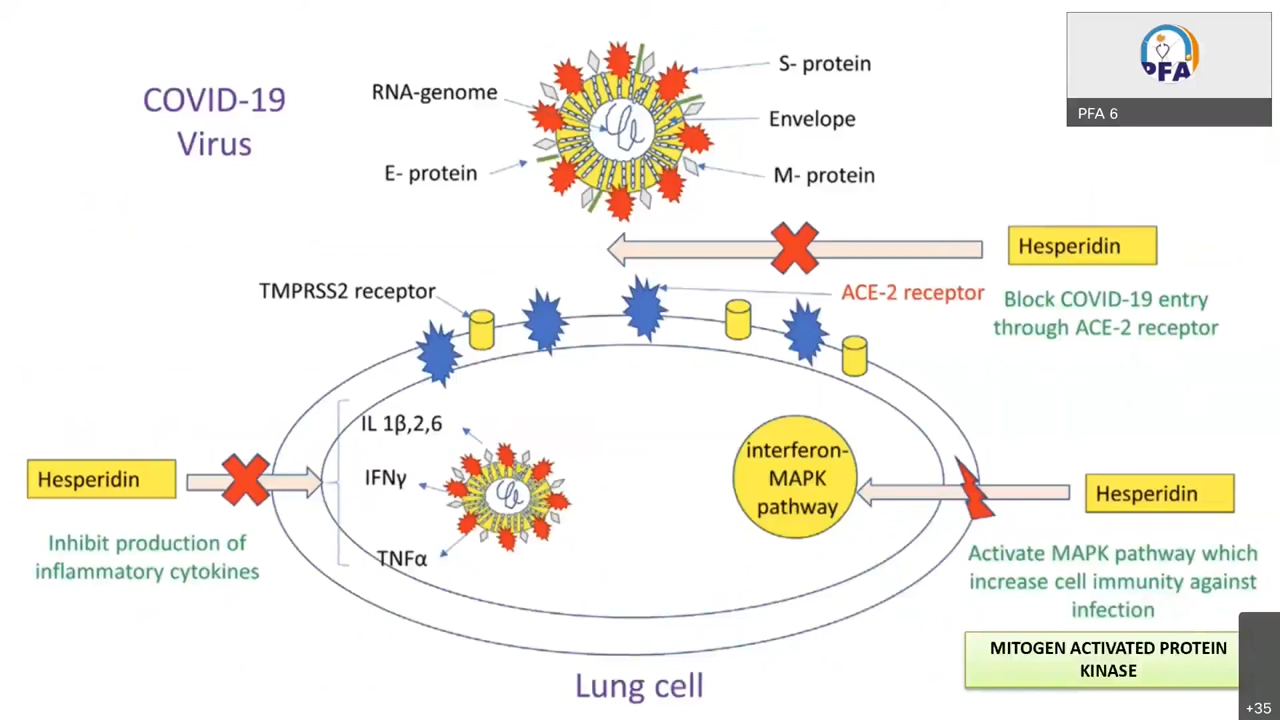 COVID-19
Virus
RNA-genome
E- protein
S- protein
Envelope
M- protein
PFA
PFA 6
Hesperidin
Block COVID-19 entry
through ACE-2 receptor
TMPRSS2 receptor
ACE-2 receptor
IL 1β,2,6
IFNγ
TNFα
Hesperidin
Inhibit production of
inflammatory cytokines
interferon-
MAPK
pathway
Hesperidin
Activate MAPK pathway which
increase cell immunity against
infection
MITOGEN ACTIVATED PROTEIN
KINASE
Lung cell
+35